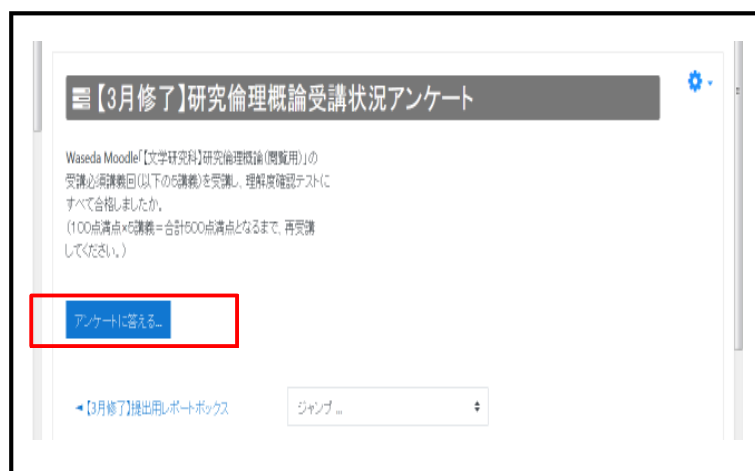 【3月修了】研究倫理概論受講状況アンケート
Waseda Moodle「【文学研究科】研究倫理概論(閲覧用)」の
受講必須講義回(以下の5講義)を受講し、理解度確認テストに
すべて合格しましたか。
(100点満点×5講義＝合計500点満点となるまで、再受講
してください。)
アンケートに答える...
◄【3月修了】提出用レポートボックス
ジャンプ ...